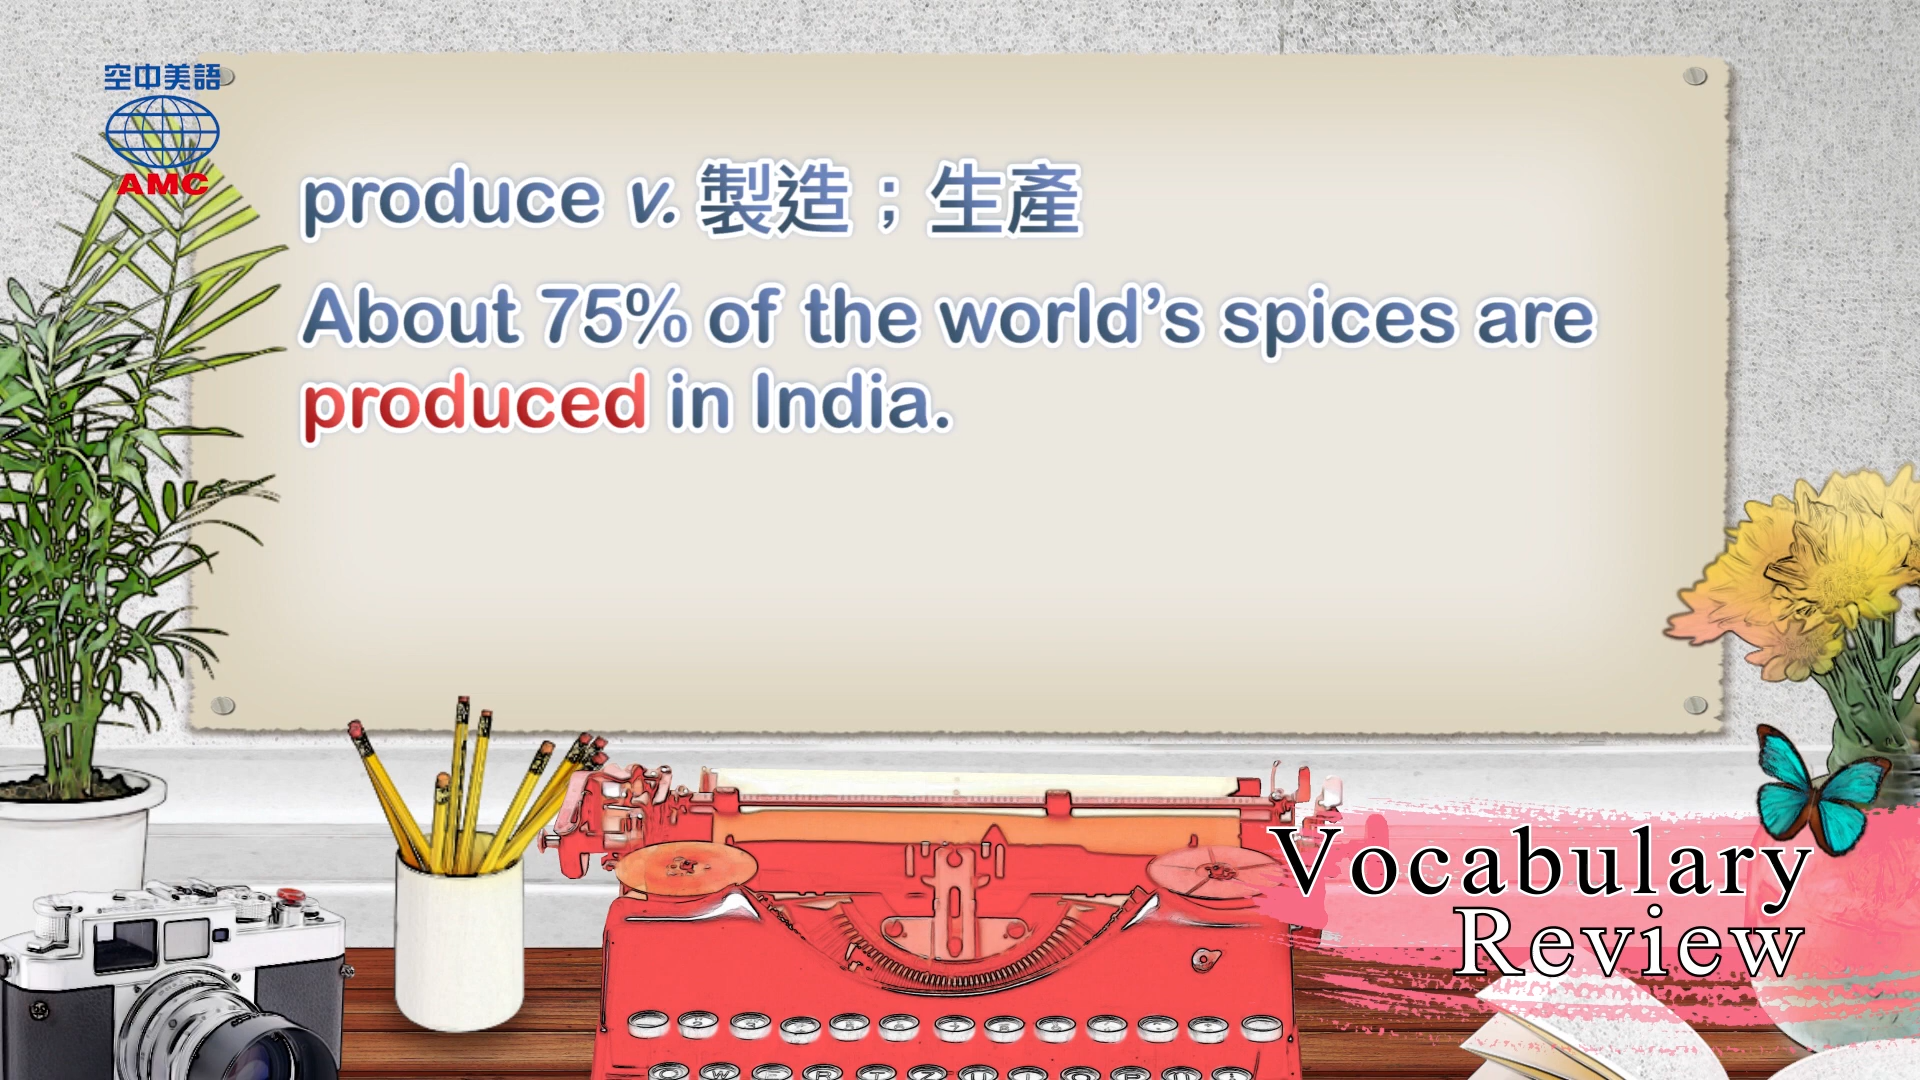 空中美語
AMC
produce v. 製造；生產
About 75% of the world’s spices are
produced in India.
Vocabulary
Review